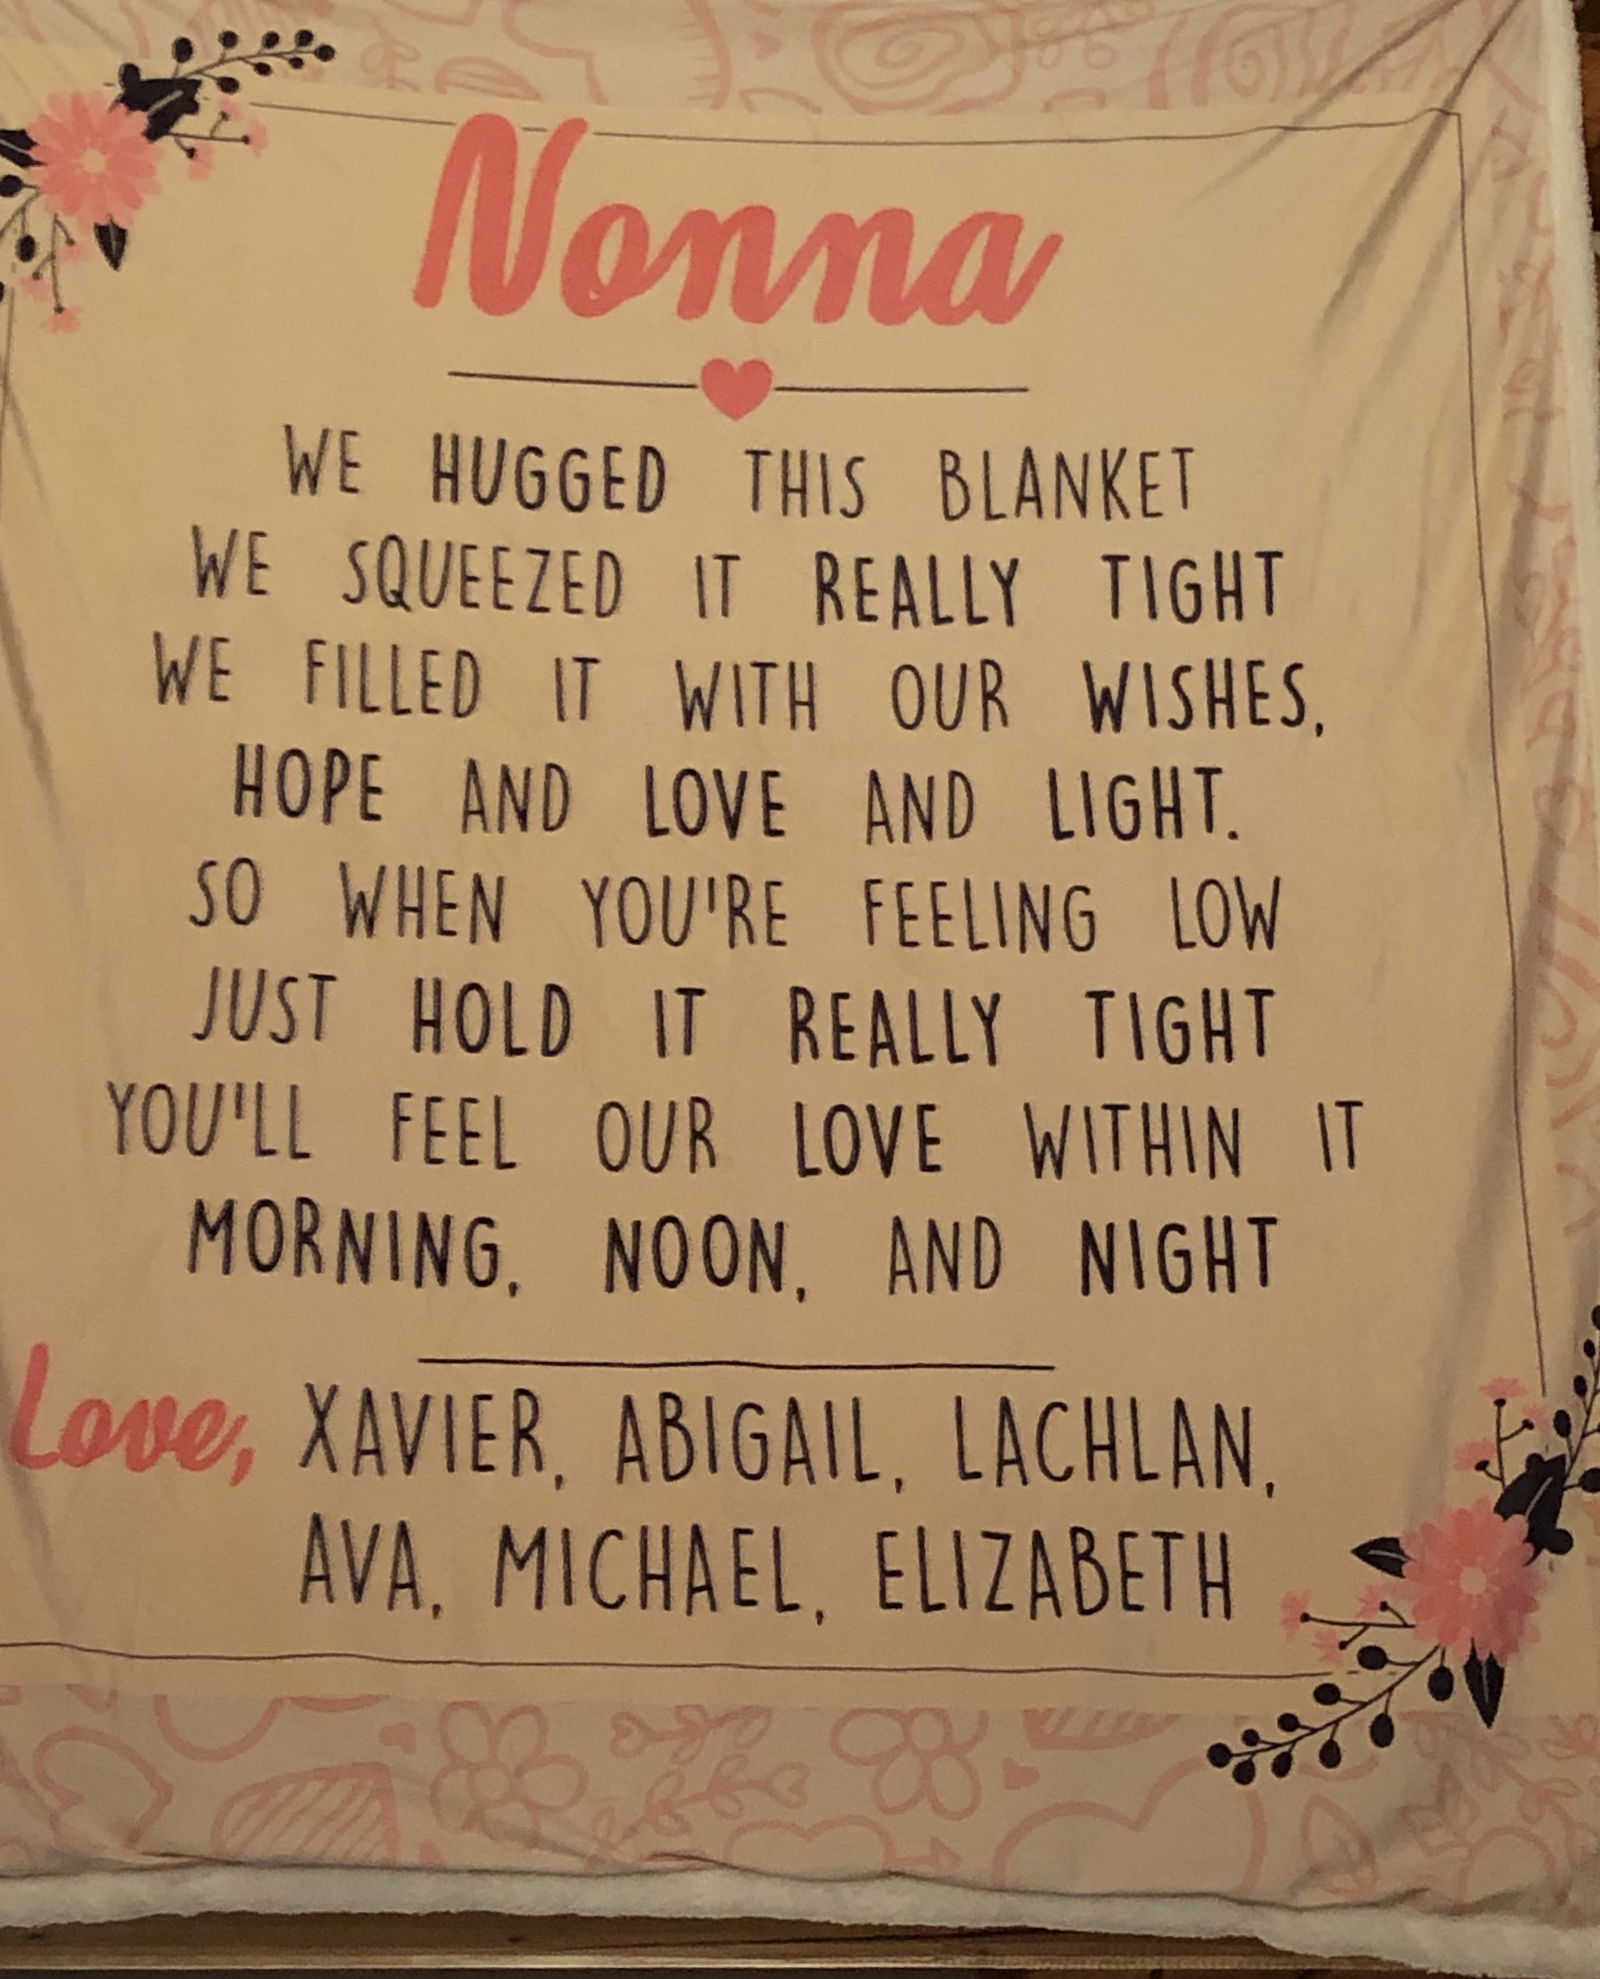 Nonna
WE HUGGED THIS BLANKET
WE SQUEEZED IT REALLY TIGHT
WE FILLED IT WITH OUR WISHES,
HOPE AND LOVE AND LIGHT.
SO WHEN YOU'RE FEELING LOW
JUST HOLD IT REALLY TIGHT
YOU'LL FEEL OUR LOVE WITHIN IT
MORNING, NOON, AND NIGHT
Love, XAVIER, ABIGAIL, LACHLAN,
AVA, MICHAEL, ELIZABETH